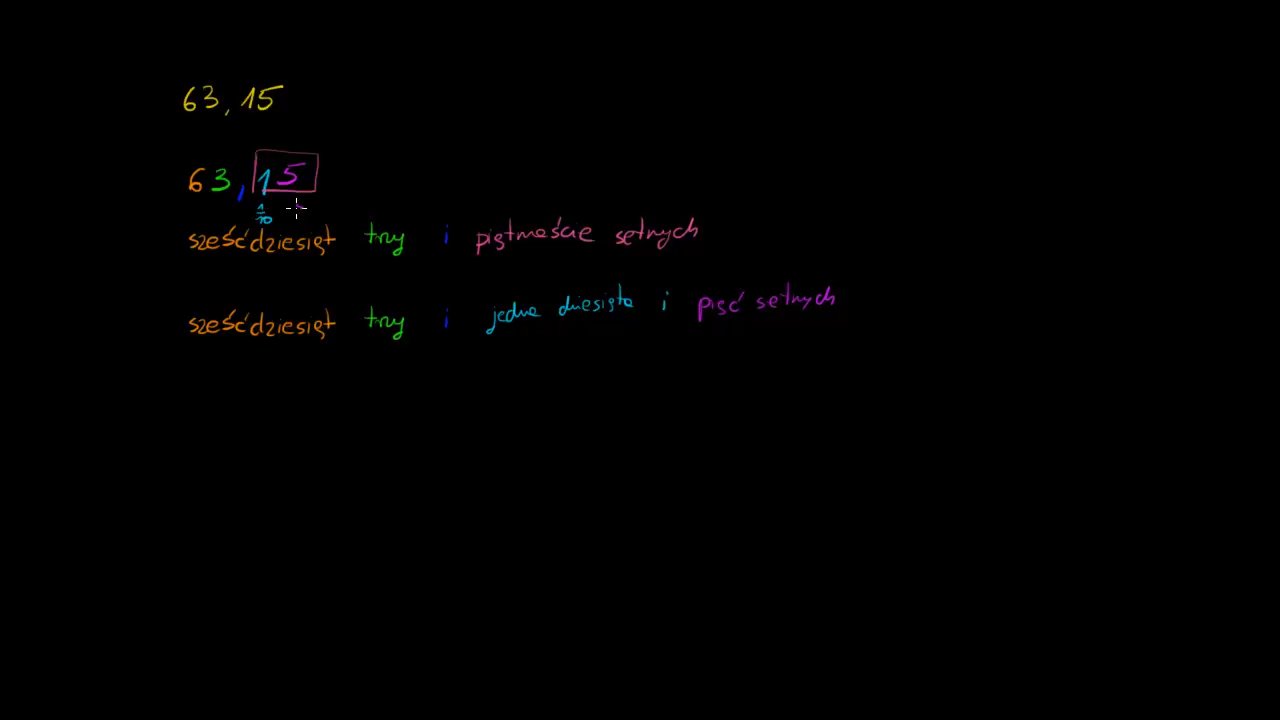 63,15
63,15
1/10
sześćdziesiąt trzy i piętnaście setnych
sześćdziesiąt trzy i jedna dziesiąta i pięć setnych